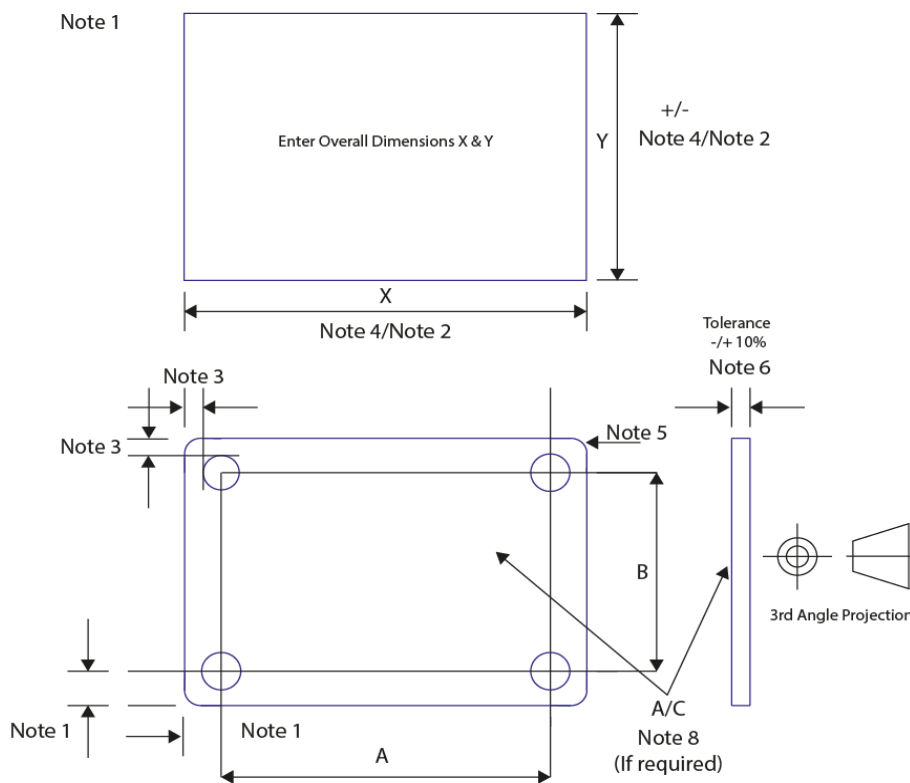 Note 1
Enter Overall Dimensions X & Y
Y
+/-
Note 4/Note 2
X
Note 4/Note 2
Tolerance
-/+ 10%
Note 6
Note 3
Note 3
Note 5
B
3rd Angle Projection
A/C
Note 8
(If required)
Note 1
Note 1
A